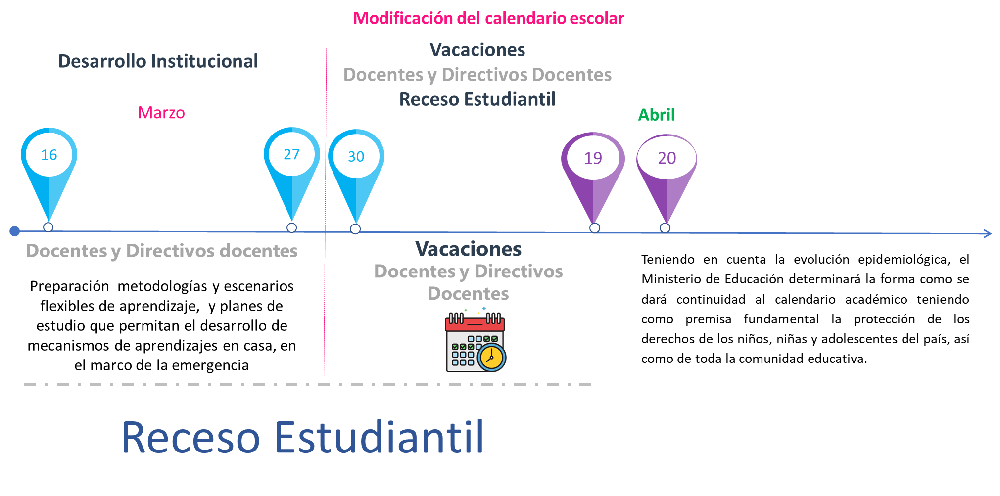 Modificación del calendario escolar
Desarrollo Institucional
Vacaciones
Docentes y Directivos Docentes
Receso Estudiantil
Marzo
Abril
16
27
30
19
20
Docentes y Directivos docentes
Preparación metodologías y escenarios
flexibles de aprendizaje, y planes de
estudio que permitan el desarrollo de
mecanismos de aprendizajes en casa, en
el marco de la emergencia
Vacaciones
Docentes y Directivos
Docentes
Teniendo en cuenta la evolución epidemiológica, el
Ministerio de Educación determinará la forma como se
dará continuidad al calendario académico teniendo
como premisa fundamental la protección de los
derechos de los niños, niñas y adolescentes del país, así
como de toda la comunidad educativa.
Receso Estudiantil